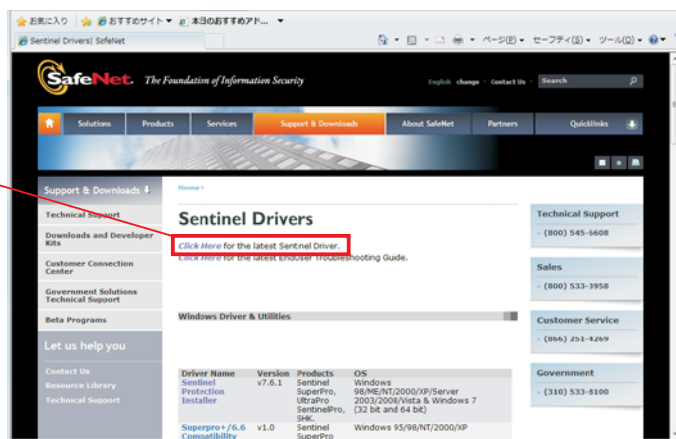 お気に入り
おすすめサイト ▼
本日のおすすめアド... ▼
Sentinel Drivers| SafeNet
ページ(P) ▼ セーフティ(S) ▼ ツール(O) ▼
SafeNet. The Foundation of Information Security
English change · Contact Us
Search
Solutions
Products
Services
Support & Downloads
About SafeNet
Partners
Quicklinks
Support & Downloads
Technical Support
Downloads and Developer
Kits
Customer Connection
Center
Government Solutions
Technical Support
Beta Programs
Let us help you
Contact Us
Resource Library
Technical Support
Home ›
Sentinel Drivers
Click Here for the latest Sentinel Driver.
Click Here for the latest EndUser Troubleshooting Guide.
Windows Driver & Utilities
Driver Name Version Products OS
Sentinel v7.6.1 Sentinel Windows
Protection SuperPro, 98/ME/NT/2000/XP/Server
Installer UltraPro 2003/2008/Vista & Windows 7
SentinelPro, (32 bit and 64 bit)
SHK.
Superpro+/6.6 v1.0 Sentinel Windows 95/98/NT/2000/XP
Compatibility SuperPro
Technical Support
(800) 545-6608
Sales
(800) 533-3958
Customer Service
(866) 251-4269
Government
(310) 533-8100